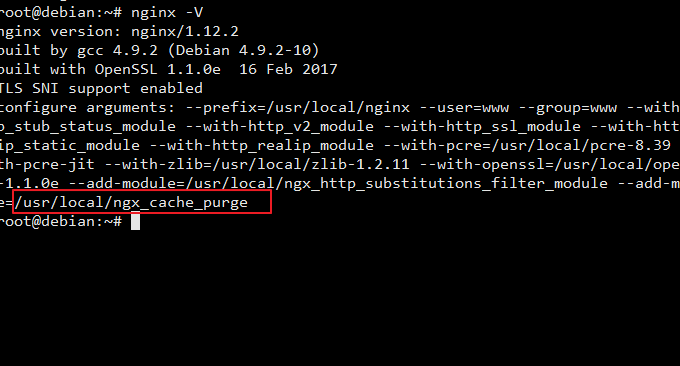 root@debian:~# nginx -V
nginx version: nginx/1.12.2
built by gcc 4.9.2 (Debian 4.9.2-10)
built with OpenSSL 1.1.0e  16 Feb 2017
TLS SNI support enabled
configure arguments: --prefix=/usr/local/nginx --user=www --group=www --with
p_stub_status_module --with-http_v2_module --with-http_ssl_module --with-htt
ip_static_module --with-http_realip_module --with-pcre=/usr/local/pcre-8.39
th-pcre-jit --with-zlib=/usr/local/zlib-1.2.11 --with-openssl=/usr/local/ope
-1.1.0e --add-module=/usr/local/ngx_http_substitutions_filter_module --add-m
e=/usr/local/ngx_cache_purge
root@debian:~#